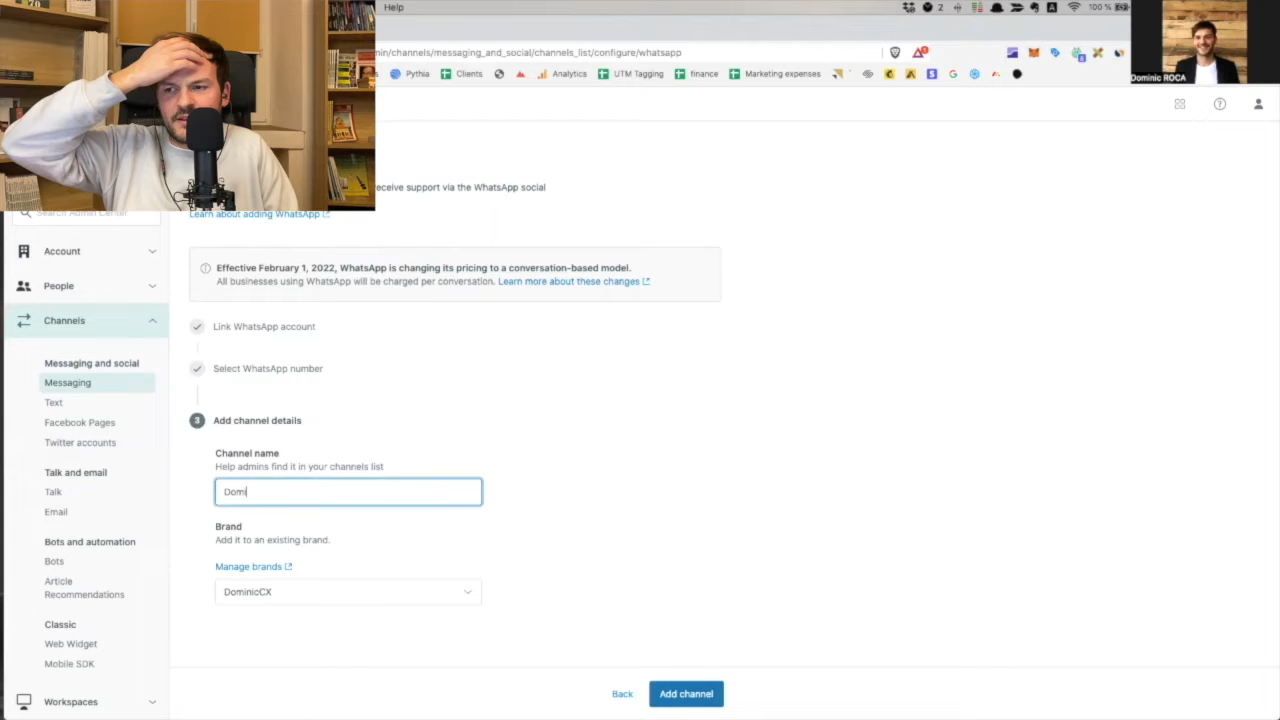 Help
2
100 %
min/channels/messaging_and_social/channels_list/configure/whatsapp
Pythia
Clients
Analytics
UTM Tagging
finance
Marketing expenses
Dominic ROCA
receive support via the WhatsApp social
Search Admin Center
Learn about adding WhatsApp
Account
People
Channels
Messaging and social
Messaging
Text
Facebook Pages
Twitter accounts
Talk and email
Talk
Email
Bots and automation
Bots
Article
Recommendations
Classic
Web Widget
Mobile SDK
Workspaces
Effective February 1, 2022, WhatsApp is changing its pricing to a conversation-based model.
All businesses using WhatsApp will be charged per conversation. Learn more about these changes
Link WhatsApp account
Select WhatsApp number
3 Add channel details
Channel name
Help admins find it in your channels list
Domi
Brand
Add it to an existing brand.
Manage brands
DominicCX
Back
Add channel